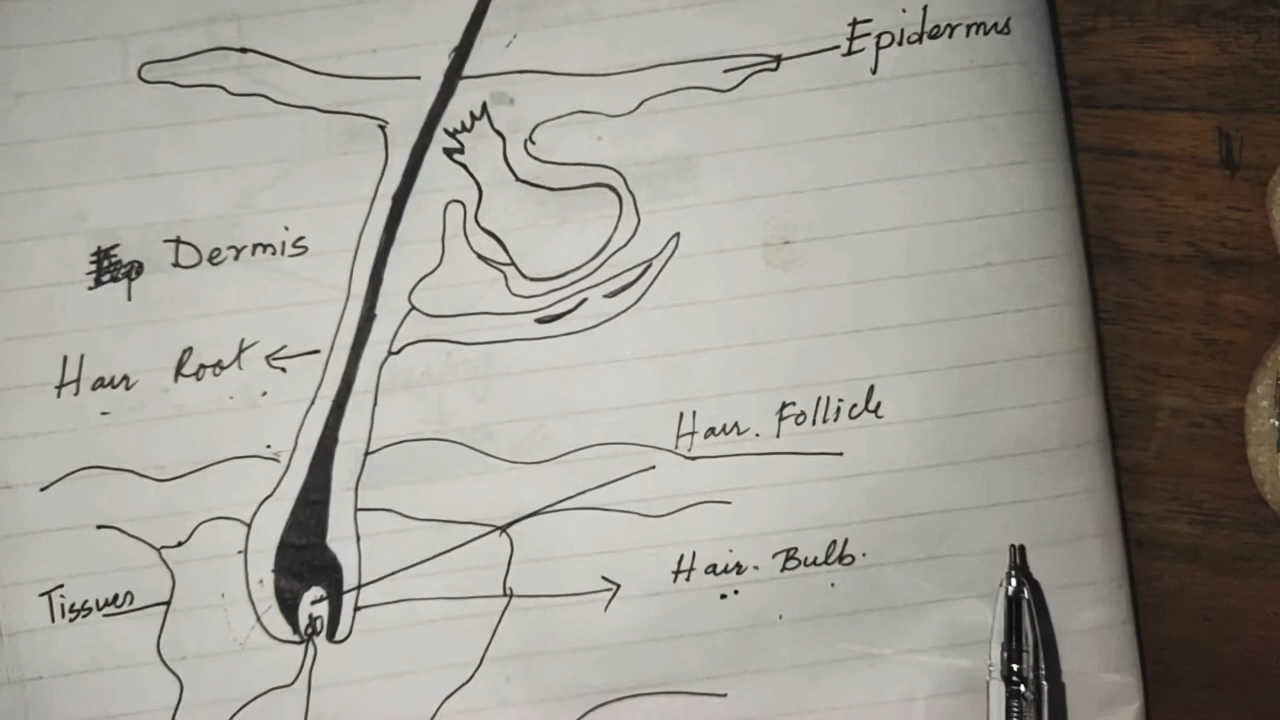 Epidermis
Dermis
Hair Root
Hair. Follicle
Hair. Bulb.
Tissues